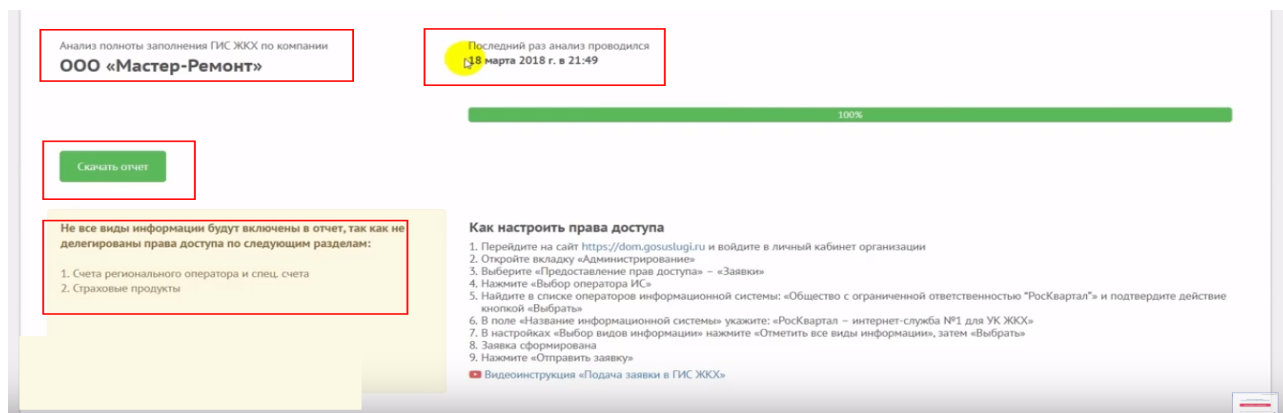 Анализ полноты заполнения ГИС ЖКХ по компании
ООО «Мастер-Ремонт»
Последний раз анализ проводился
18 марта 2018 г. в 21:49
100%
Скачать отчет
Не все виды информации будут включены в отчет, так как не
делегированы права доступа по следующим разделам:
1. Счета регионального оператора и спец. счета
2. Страховые продукты
Как настроить права доступа
1. Перейдите на сайт https://dom.gosuslugi.ru и войдите в личный кабинет организации
2. Откройте вкладку «Администрирование»
3. Выберите «Предоставление прав доступа» – «Заявки»
4. Нажмите «Выбор оператора ИС»
5. Найдите в списке операторов информационной системы: «Общество с ограниченной ответственностью "РосКвартал"» и подтвердите действие
кнопкой «Выбрать»
6. В поле «Название информационной системы» укажите: «РосКвартал – интернет-служба №1 для УК ЖКХ»
7. В настройках «Выбор видов информации» нажмите «Отметить все виды информации», затем «Выбрать»
8. Заявка сформирована
9. Нажмите «Отправить заявку»
Видеоинструкция «Подача заявки в ГИС ЖКХ»